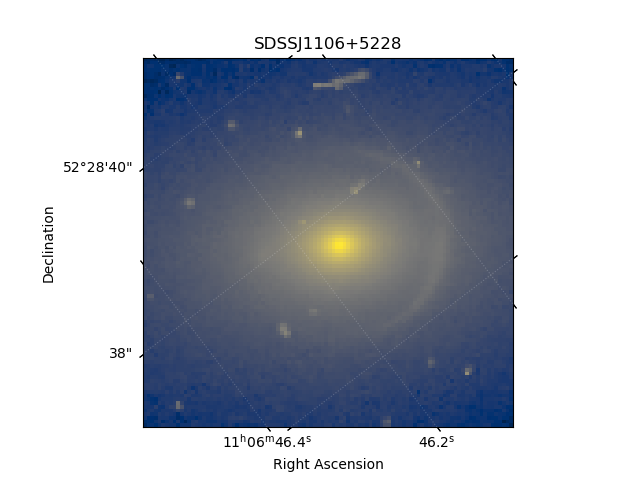 SDSSJ1106+5228
52°28'40"
Declination
38"
11ʰ06ᵐ46.4ˢ
46.2ˢ
Right Ascension